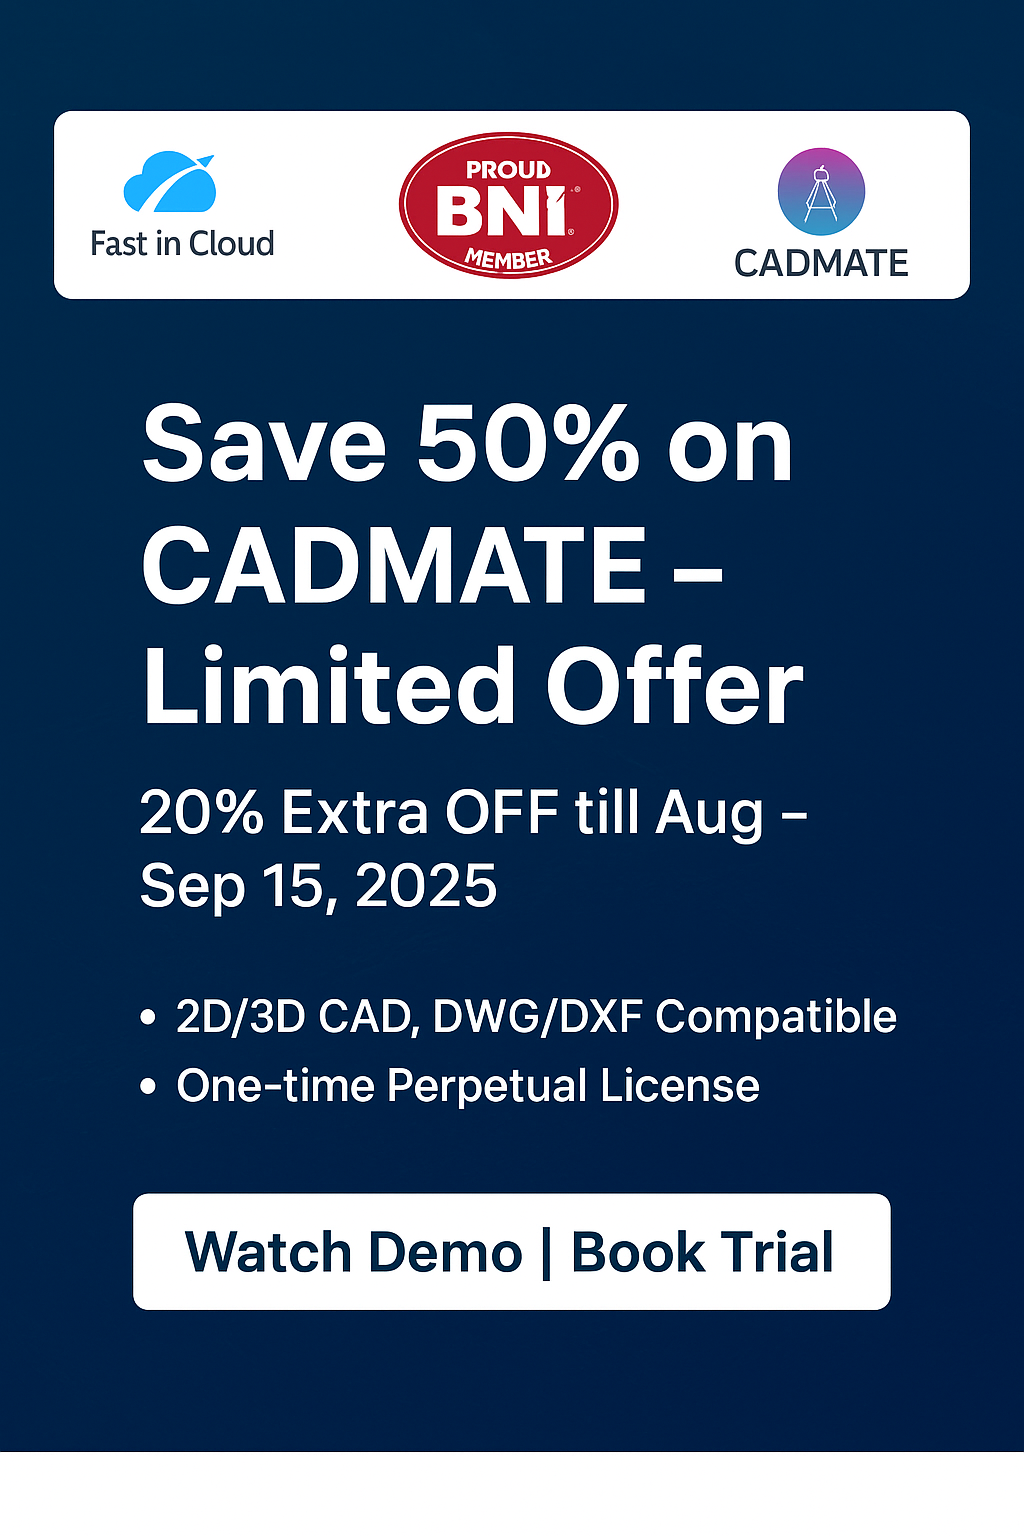 Fast in Cloud
PROUD
BNI®
MEMBER
CADMATE
Save 50% on
CADMATE –
Limited Offer
20% Extra OFF till Aug –
Sep 15, 2025
• 2D/3D CAD, DWG/DXF Compatible
• One-time Perpetual License
Watch Demo | Book Trial